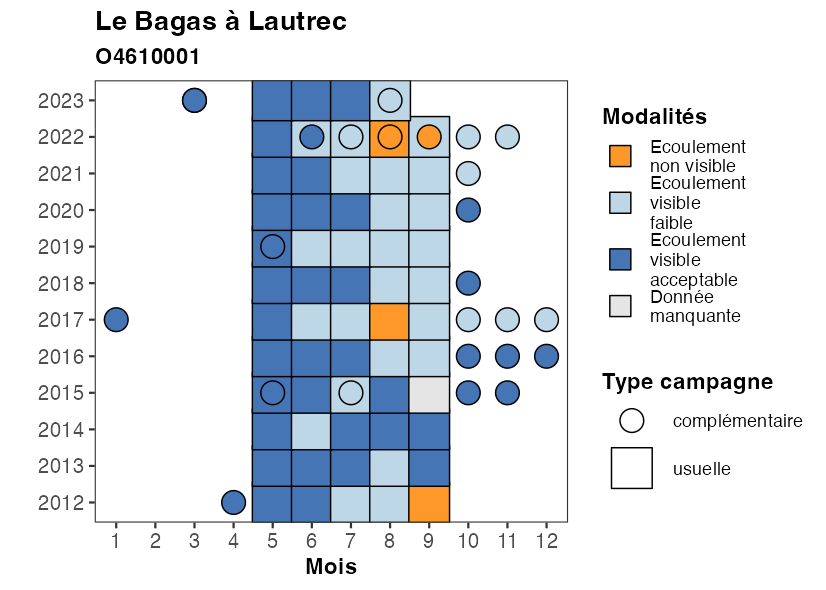 Le Bagas à Lautrec
O4610001
2023
2022
2021
2020
2019
2018
2017
2016
2015
2014
2013
2012
1 2 3 4 5 6 7 8 9 10 11 12
Mois
Modalités
Ecoulement
non visible
Ecoulement
visible
faible
Ecoulement
visible
acceptable
Donnée
manquante
Type campagne
complémentaire
usuelle